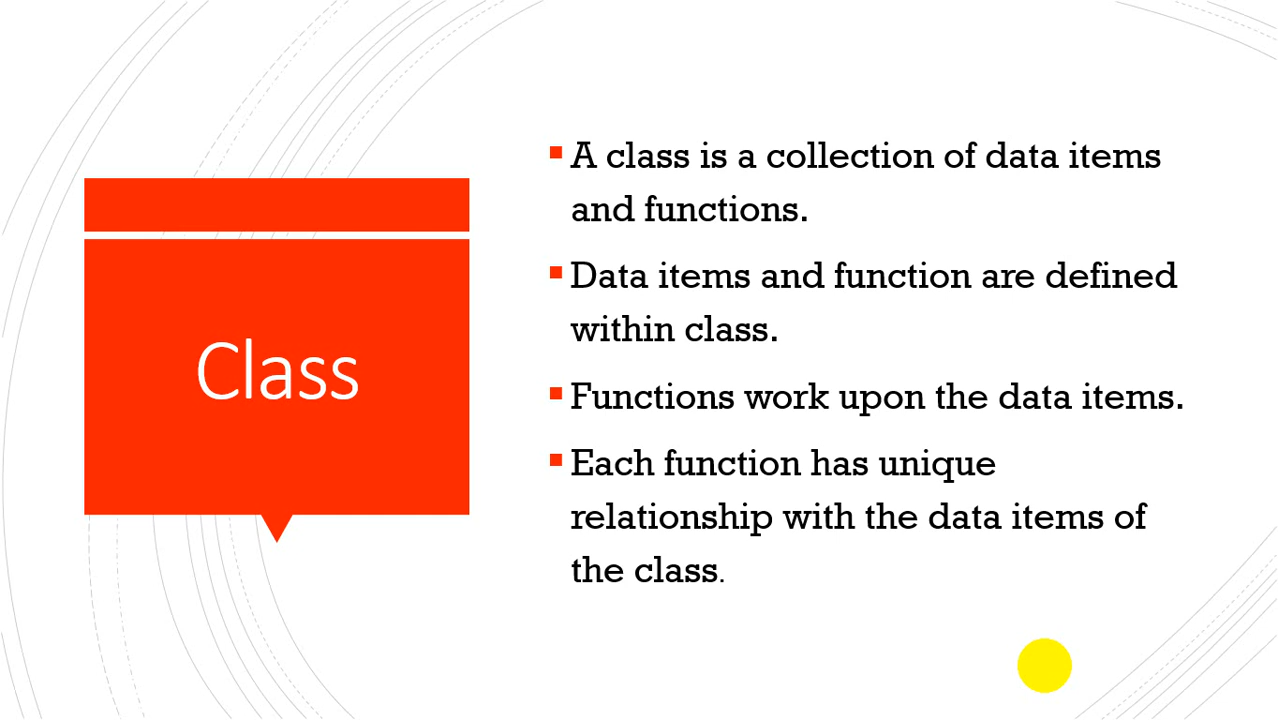 Class
A class is a collection of data items
and functions.
Data items and function are defined
within class.
Functions work upon the data items.
Each function has unique
relationship with the data items of
the class.